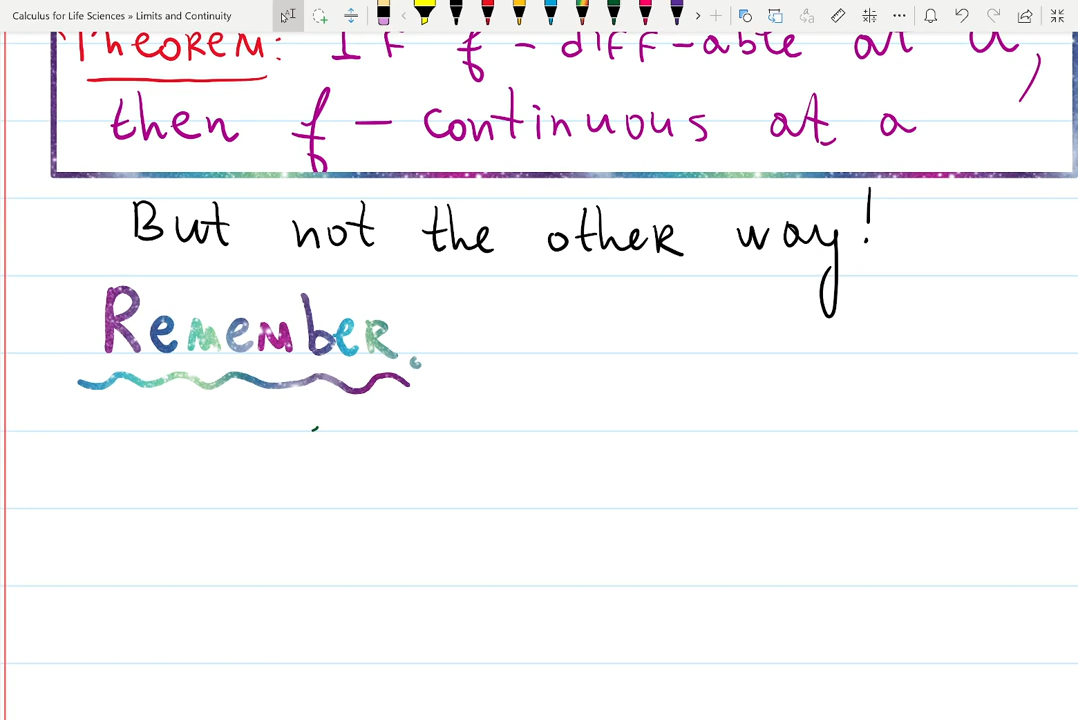 Calculus for Life Sciences » Limits and Continuity
Theorem: If f - diff-able at a,
then f - continuous at a
But not the other way!
Remember.